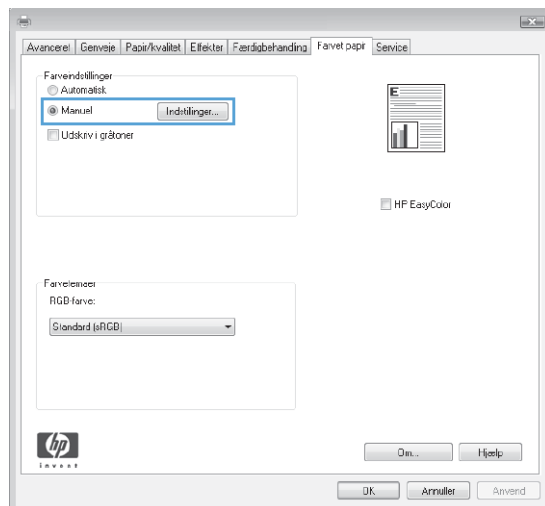 Avanceret Genveje Papir/kvalitet Effekter Færdigbehandling Farvet papir Service
Farveindstillinger
Automatisk
Manuel Indstillinger...
Udskriv i gråtoner
E
HP EasyColor
Farvetemaer
RGB-farve:
Standard (sRGB)
hp
invent
Om... Hjælp
OK Annuller Anvend